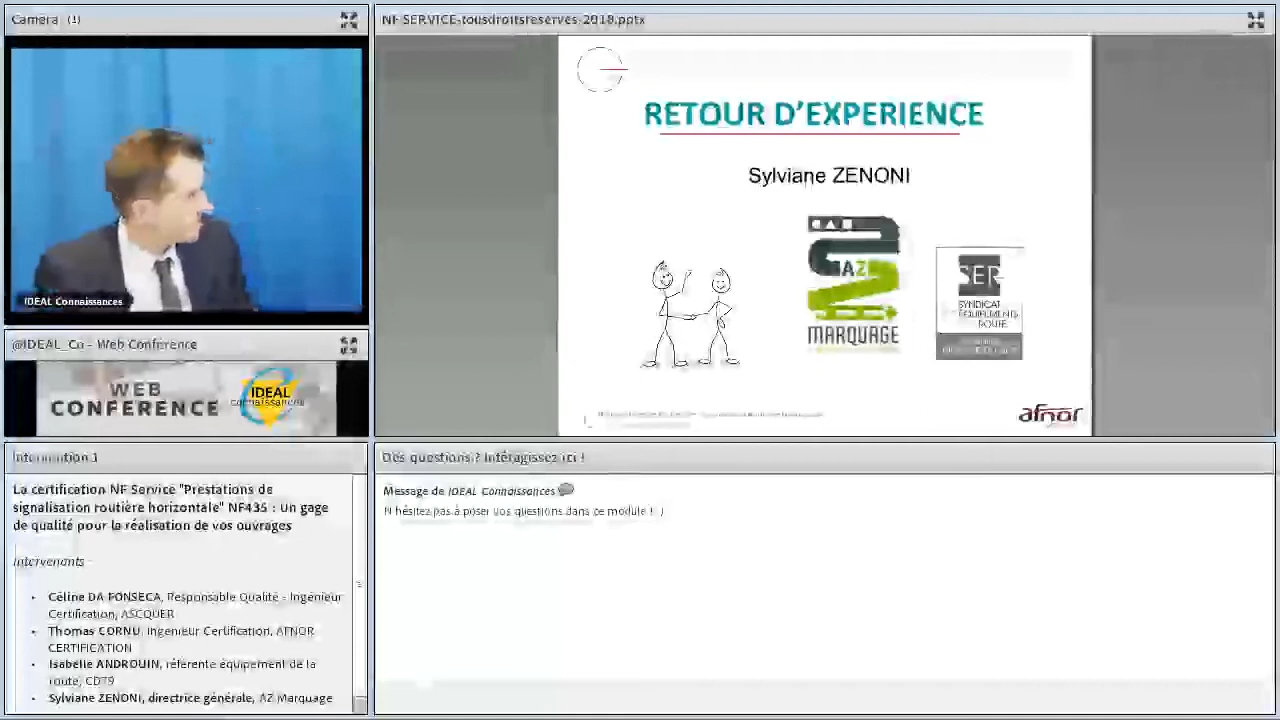 Camera (1)
IDEAL Connaissances
@IDEAL_Co - Web Conference
WEB
CONFERENCE
IDEAL
connaissances
NF SERVICE-tousdroitsreserves-2018.pptx
RETOUR D'EXPERIENCE
Sylviane ZENONI
AZ
MARQUAGE
SER
SYNDICAT
EQUIPEMENTS
ROUTE
afnor
Intervention 1
La certification NF Service "Prestations de
signalisation routière horizontale" NF435 : Un gage
de qualité pour la réalisation de vos ouvrages
Intervenants
• Céline DA FONSECA, Responsable Qualité - Ingénieur
Certification, ASCQUER
• Thomas CORNU, Ingénieur Certification, AFNOR
CERTIFICATION
• Isabelle ANDROUIN, référente équipement de la
route, CD79
• Sylviane ZENONI, directrice générale, AZ Marquage
Des questions ? Intéragissez ici !
Message de IDEAL Connaissances
N'hésitez pas à poser vos questions dans ce module ! :)